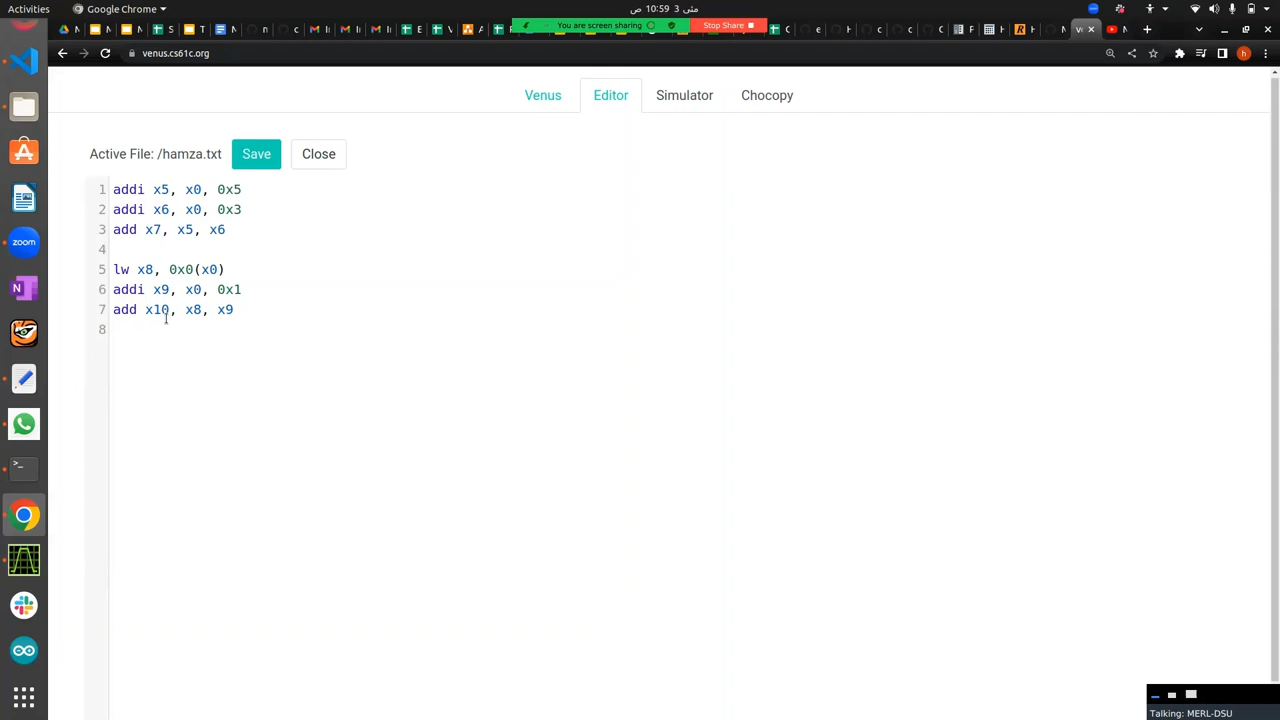 Activities
Google Chrome
10:59 3 مئی ص
You are screen sharing
Stop Share
venus.cs61c.org
Venus
Editor
Simulator
Chocopy
Active File: /hamza.txt
Save
Close
1 addi x5, x0, 0x5
2 addi x6, x0, 0x3
3 add x7, x5, x6
4
5 lw x8, 0x0(x0)
6 addi x9, x0, 0x1
7 add x10, x8, x9
8
zoom
Talking: MERL-DSU